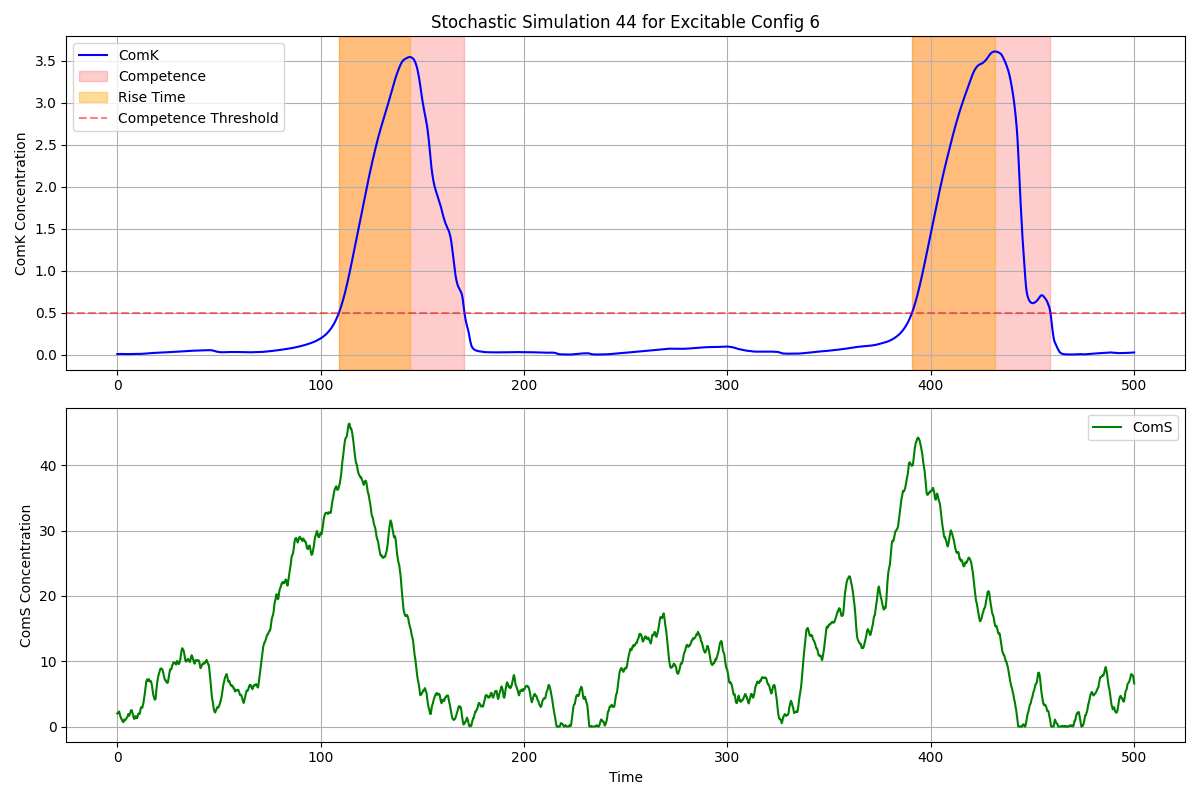 Stochastic Simulation 44 for Excitable Config 6
ComK
Competence
Rise Time
Competence Threshold
ComK Concentration
3.5
3.0
2.5
2.0
1.5
1.0
0.5
0.0
0 100 200 300 400 500
ComS
ComS Concentration
40
30
20
10
0
0 100 200 300 400 500
Time